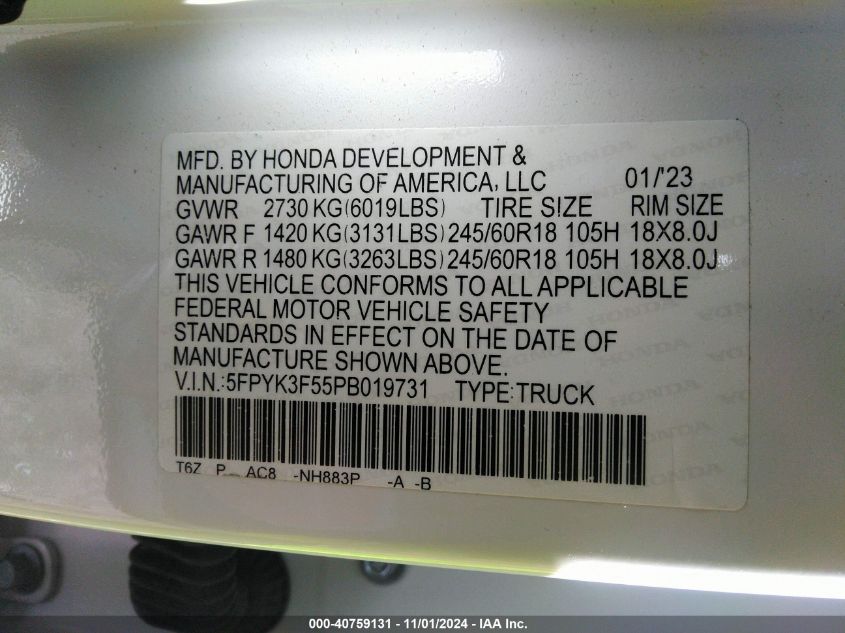 MFD. BY HONDA DEVELOPMENT &
MANUFACTURING OF AMERICA, LLC 01/'23
GVWR 2730 KG(6019LBS) TIRE SIZE RIM SIZE
GAWR F 1420 KG(3131LBS) 245/60R18 105H 18X8.0J
GAWR R 1480 KG(3263LBS) 245/60R18 105H 18X8.0J
THIS VEHICLE CONFORMS TO ALL APPLICABLE
FEDERAL MOTOR VEHICLE SAFETY
STANDARDS IN EFFECT ON THE DATE OF
MANUFACTURE SHOWN ABOVE.
V.I.N.:5FPYK3F55PB019731 TYPE:TRUCK
T6Z P AC8 -NH883P -A -B
000-40759131 - 11/01/2024 - IAA Inc.